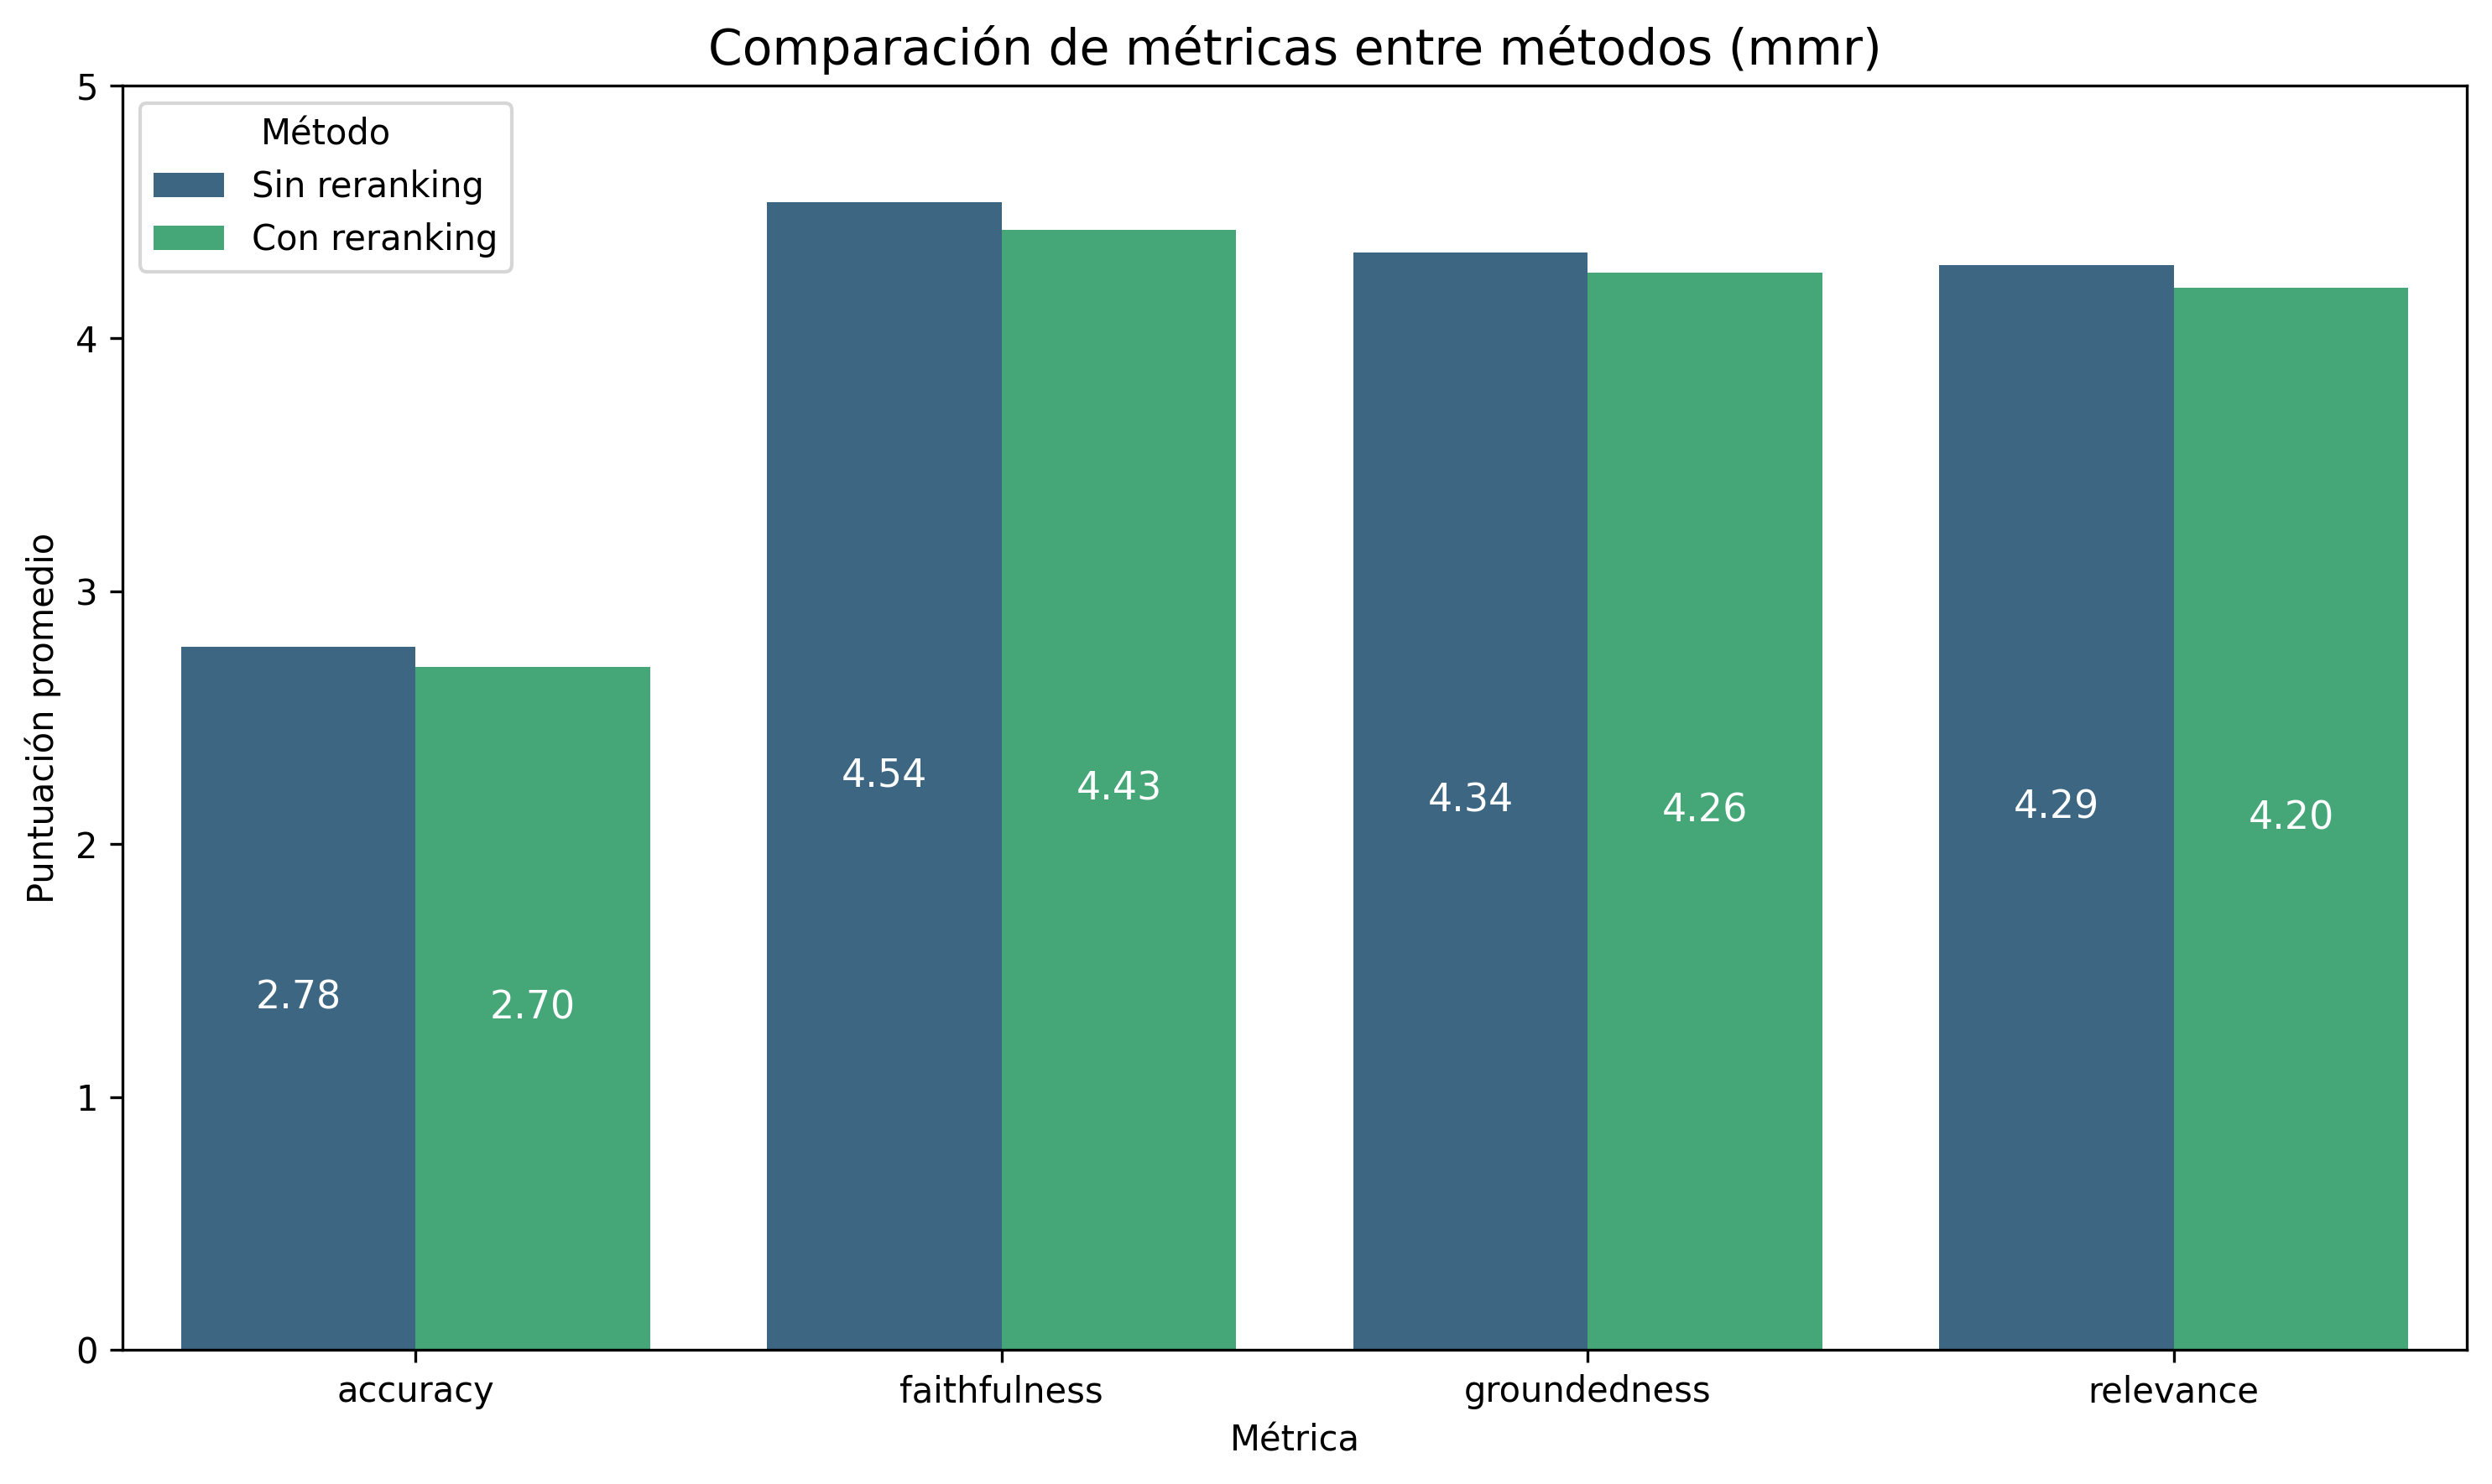 Comparación de métricas entre métodos (mmr)
Método
Sin reranking
Con reranking
Puntuación promedio
5
4
3
2
1
0
2.78
2.70
4.54
4.43
4.34
4.26
4.29
4.20
accuracy
faithfulness
groundedness
relevance
Métrica